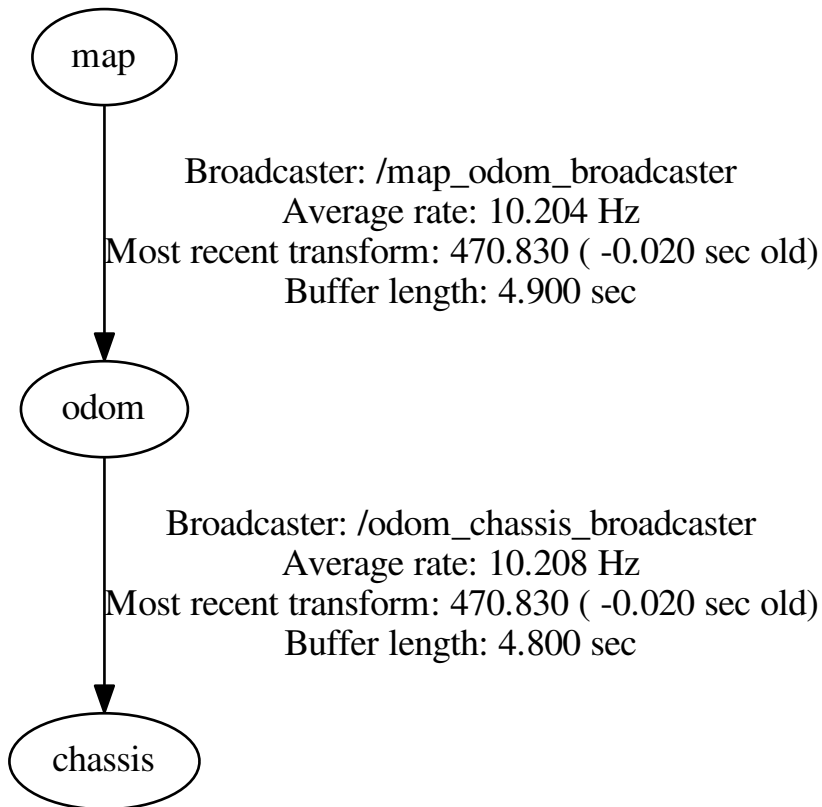 map
Broadcaster: /map_odom_broadcaster
Average rate: 10.204 Hz
Most recent transform: 470.830 ( -0.020 sec old)
Buffer length: 4.900 sec
odom
Broadcaster: /odom_chassis_broadcaster
Average rate: 10.208 Hz
Most recent transform: 470.830 ( -0.020 sec old)
Buffer length: 4.800 sec
chassis